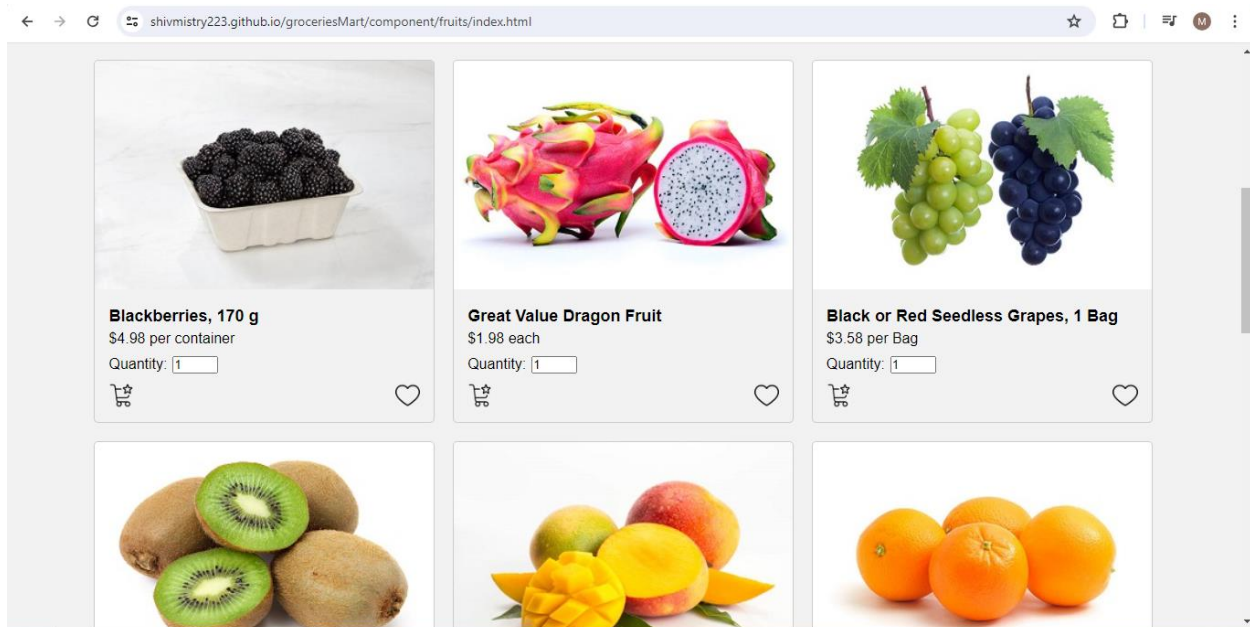 shivmistry223.github.io/groceriesMart/component/fruits/index.html
M
Blackberries, 170 g
$4.98 per container
Quantity: 1
Great Value Dragon Fruit
$1.98 each
Quantity: 1
Black or Red Seedless Grapes, 1 Bag
$3.58 per Bag
Quantity: 1